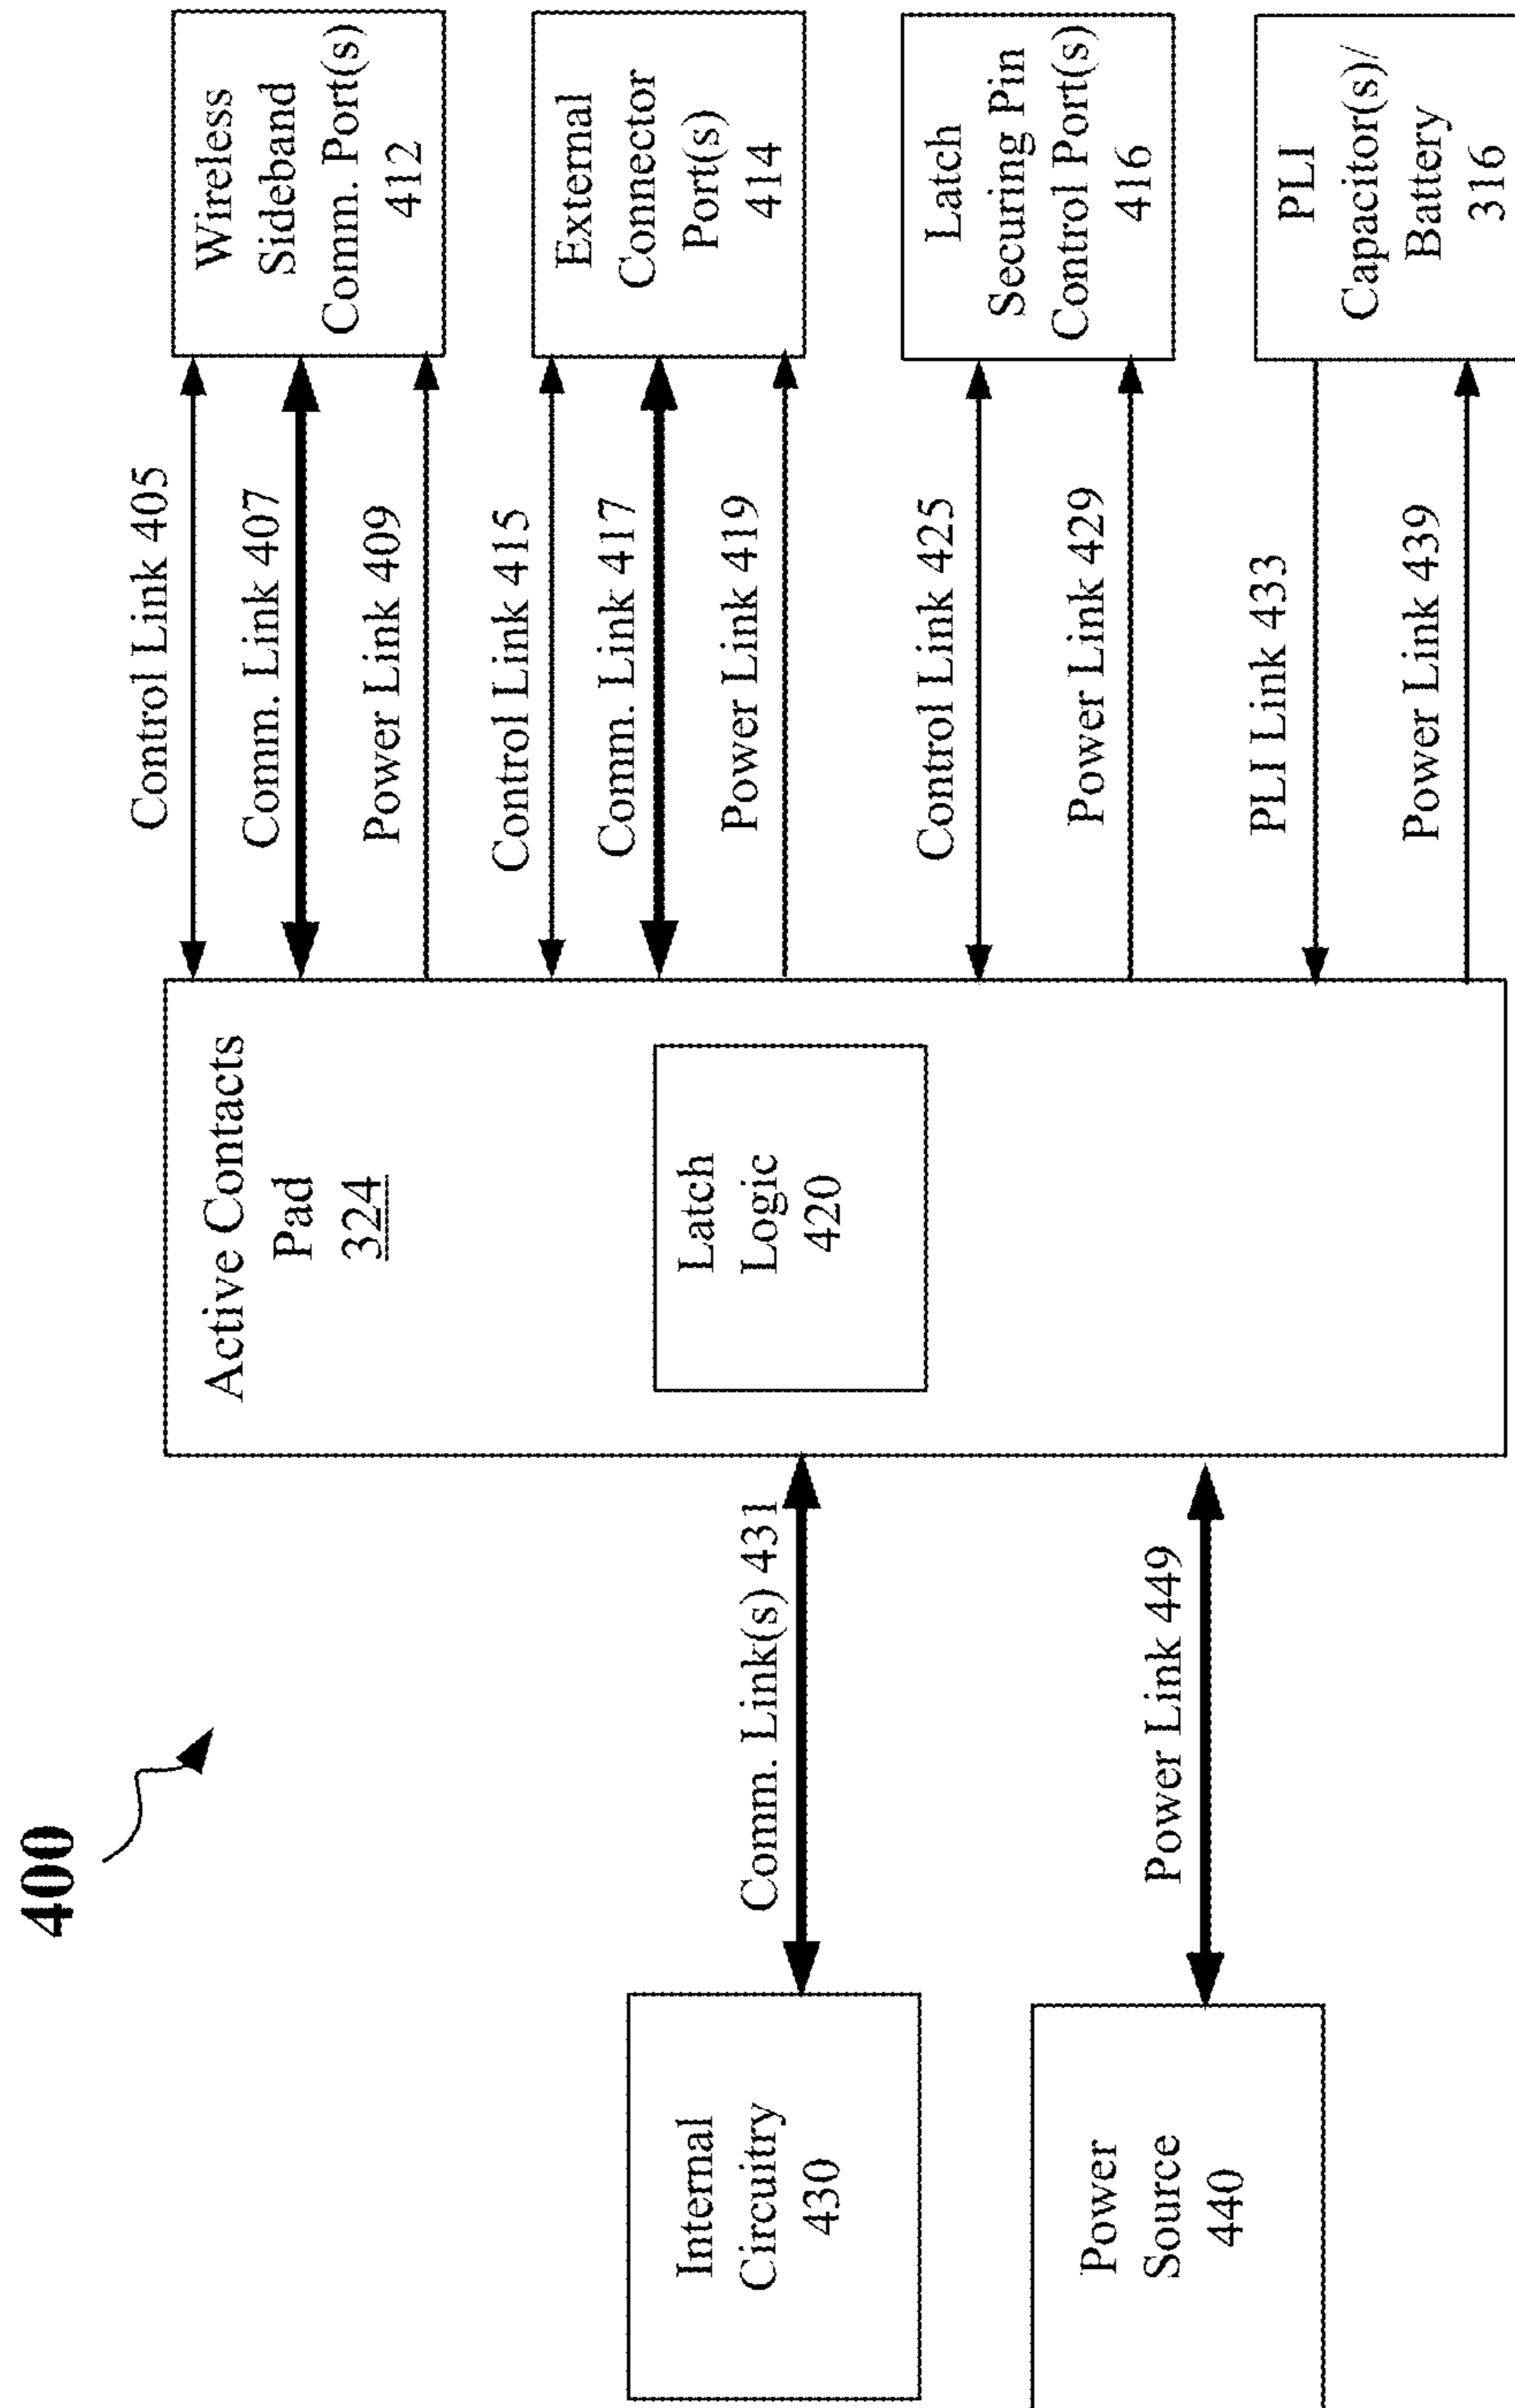 400
Internal
Circuitry
430
Power
Source
440
Comm. Link(s) 431
Power Link 449
Active Contacts
Pad
324
Latch
Logic
420
Control Link 405
Comm. Link 407
Power Link 409
Control Link 415
Comm. Link 417
Power Link 419
Control Link 425
Power Link 429
PLI Link 433
Power Link 439
Wireless
Sideband
Comm. Port(s)
412
External
Connector
Port(s)
414
Latch
Securing Pin
Control Port(s)
416
PLI
Capacitor(s)/
Battery
316